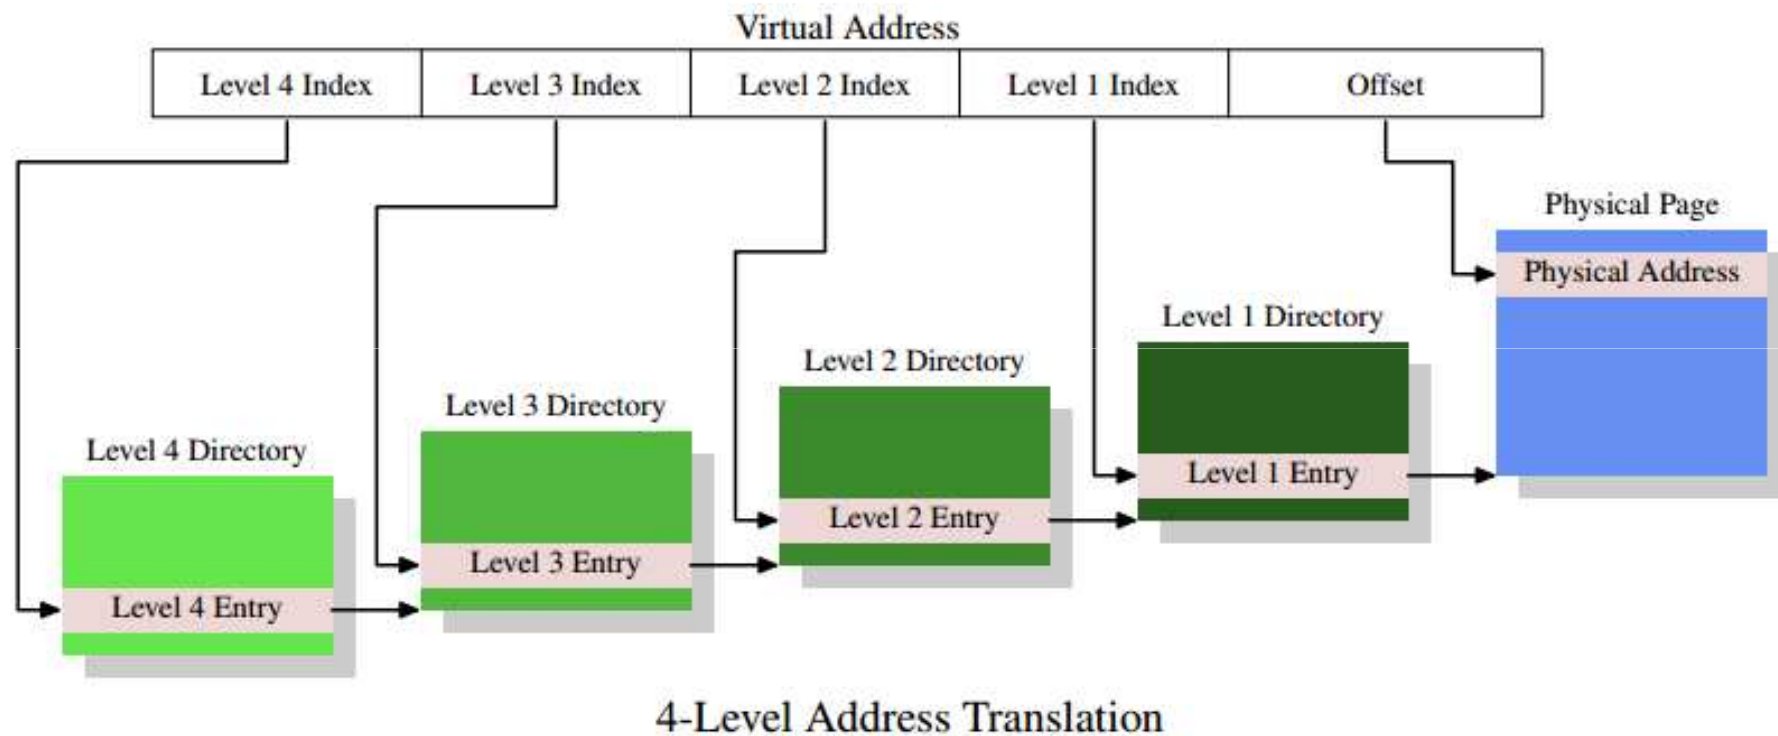 Virtual Address
Level 4 Index
Level 3 Index
Level 2 Index
Level 1 Index
Offset
Physical Page
Physical Address
Level 1 Directory
Level 1 Entry
Level 2 Directory
Level 2 Entry
Level 3 Directory
Level 3 Entry
Level 4 Directory
Level 4 Entry
4-Level Address Translation